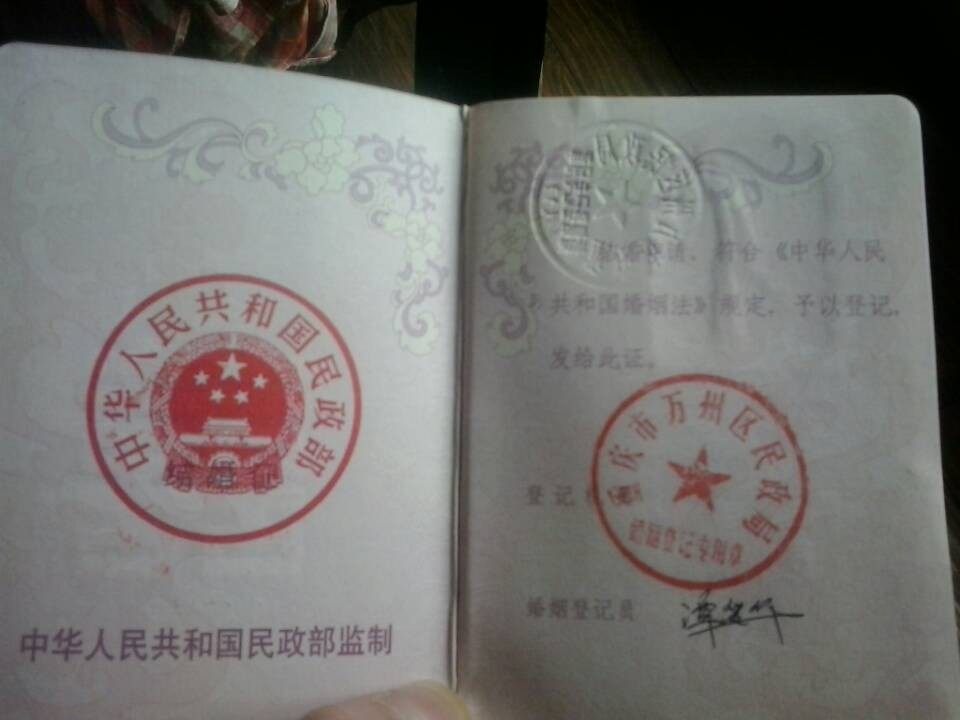 中华人民共和国民政部
结婚证
中华人民共和国民政部监制
结婚申请，符合《中华人民
共和国婚姻法》规定，予以登记，
发给此证。
重庆市万州区民政局
婚姻登记专用章
登记机关
婚姻登记员